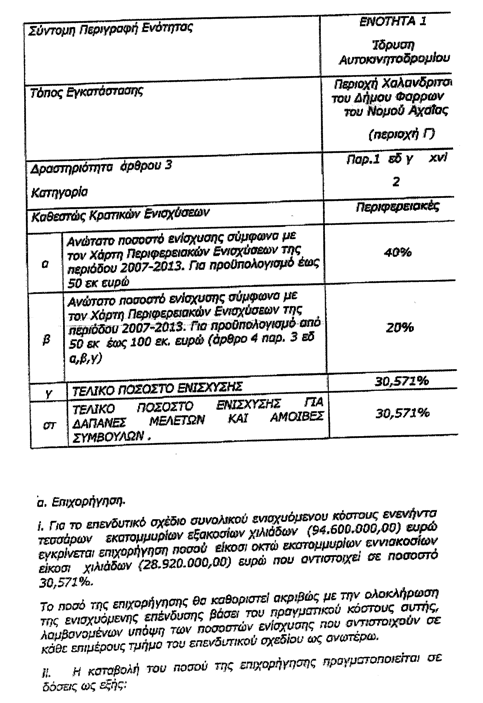 Σύντομη Περιγραφή Ενότητας
ΕΝΟΤΗΤΑ 1
Ίδρυση
Αυτοκινητοδρομίου
Τόπος Εγκατάστασης
Περιοχή Χαλανδρίτσ
του Δήμου Φαρρων
του Νομού Αχαΐας
(περιοχή Γ)
Δραστηριότητα άρθρου 3
Παρ.1 εδ γ xvi
Κατηγορία
2
Καθεστώς Κρατικών Ενισχύσεων
Περιφερειακές
α
Ανώτατο ποσοστό ενίσχυσης σύμφωνα με
τον Χάρτη Περιφερειακών Ενισχύσεων της
περιόδου 2007-2013. Για προϋπολογισμό έως
50 εκ ευρώ
40%
β
Ανώτατο ποσοστό ενίσχυσης σύμφωνα με
τον Χάρτη Περιφερειακών Ενισχύσεων της
περιόδου 2007-2013. Για προϋπολογισμό από
50 εκ έως 100 εκ. ευρώ (άρθρο 4 παρ. 3 εδ
α,β,γ)
20%
γ
ΤΕΛΙΚΟ ΠΟΣΟΣΤΟ ΕΝΙΣΧΥΣΗΣ
30,571%
στ
ΤΕΛΙΚΟ ΠΟΣΟΣΤΟ ΕΝΙΣΧΥΣΗΣ ΓΙΑ
ΔΑΠΑΝΕΣ ΜΕΛΕΤΩΝ ΚΑΙ ΑΜΟΙΒΕΣ
ΣΥΜΒΟΥΛΩΝ .
30,571%
α. Επιχορήγηση.
i. Για το επενδυτικό σχέδιο συνολικού ενισχυόμενου κόστους ενενήντα
τεσσάρων εκατομμυρίων εξακοσίων χιλιάδων (94.600.000,00) ευρώ
εγκρίνεται επιχορήγηση ποσού είκοσι οκτώ εκατομμυρίων εννιακοσίων
είκοσι χιλιάδων (28.920.000,00) ευρώ που αντιστοιχεί σε ποσοστό
30,571%.
Το ποσό της επιχορήγησης θα καθοριστεί ακριβώς με την ολοκλήρωση
της ενισχυόμενης επένδυσης βάσει του πραγματικού κόστους αυτής,
λαμβανομένων υπόψη των ποσοστών ενίσχυσης που αντιστοιχούν σε
κάθε επιμέρους τμήμα του επενδυτικού σχεδίου ως ανωτέρω.
ii. Η καταβολή του ποσού της επιχορήγησης πραγματοποιείται σε
δόσεις ως εξής: